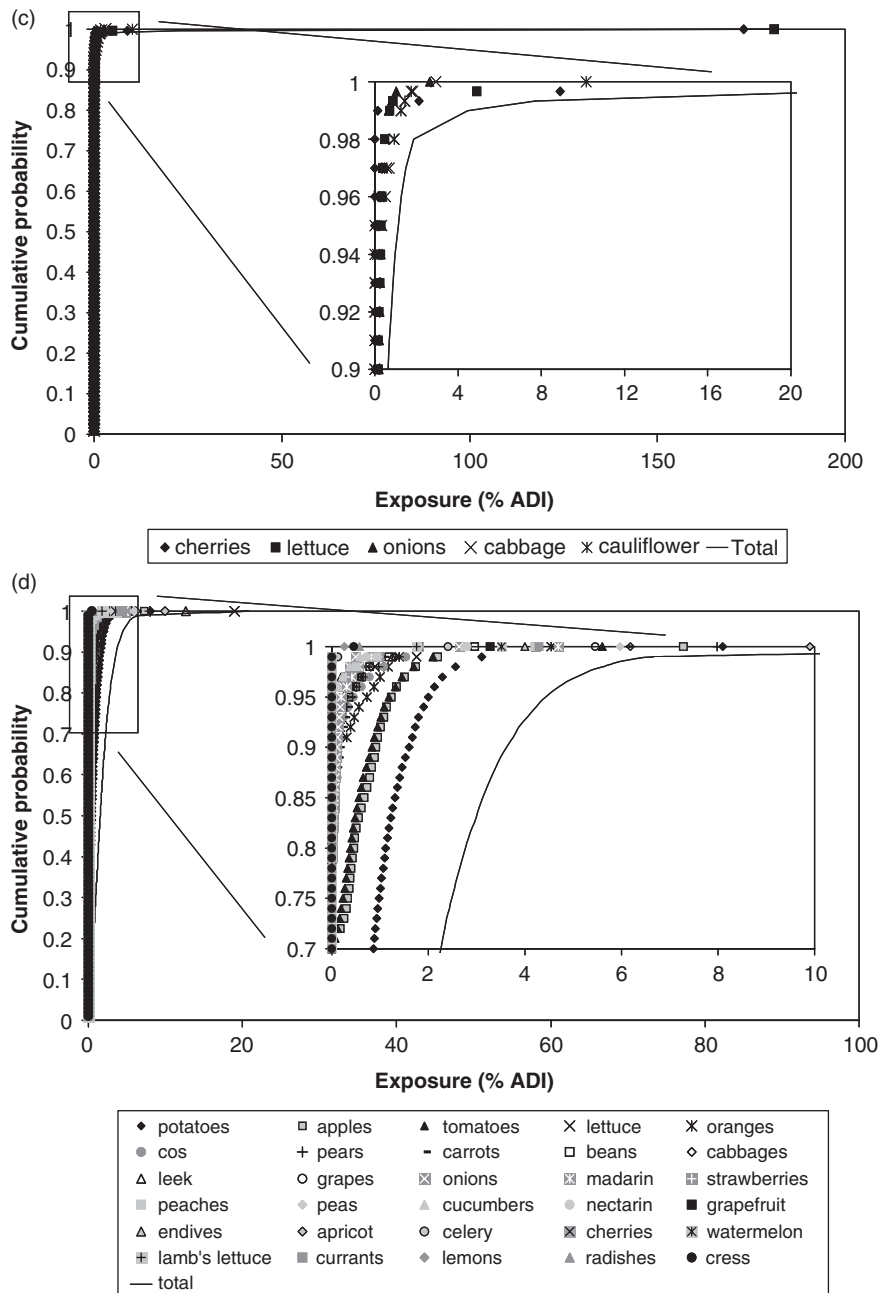 (c)
1
0.9
0.8
0.7
0.6
0.5
0.4
0.3
0.2
0.1
0
Cumulative probability
1
0.98
0.96
0.94
0.92
0.9
0 4 8 12 16 20
0 50 100 150 200
Exposure (% ADI)
cherries lettuce onions cabbage cauliflower Total
(d)
1
0.9
0.8
0.7
0.6
0.5
0.4
0.3
0.2
0.1
0
Cumulative probability
1
0.95
0.9
0.85
0.8
0.75
0.7
0 2 4 6 8 10
0 20 40 60 80 100
Exposure (% ADI)
potatoes apples tomatoes lettuce oranges
cos pears carrots beans cabbages
leek grapes onions madarin strawberries
peaches peas cucumbers nectarin grapefruit
endives apricot celery cherries watermelon
lamb's lettuce currants lemons radishes cress
total